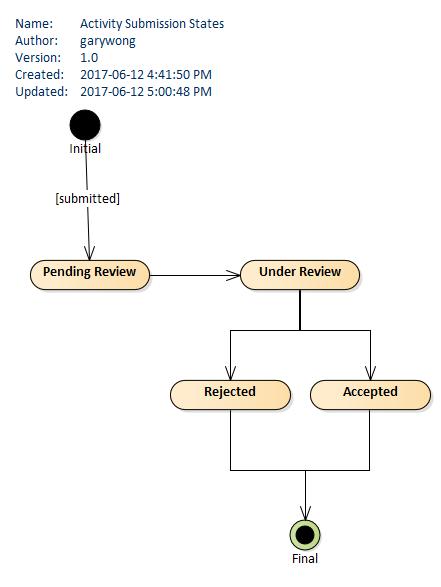 Name: Activity Submission States
Author: garywong
Version: 1.0
Created: 2017-06-12 4:41:50 PM
Updated: 2017-06-12 5:00:48 PM
Initial
[submitted]
Pending Review
Under Review
Rejected
Accepted
Final